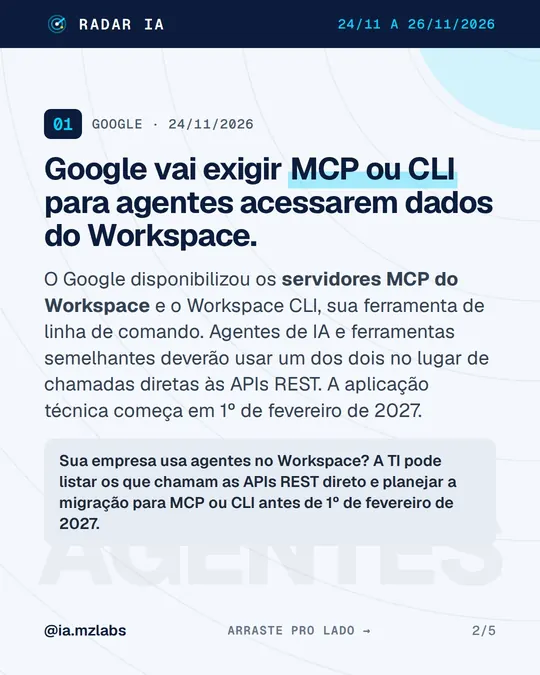 RADAR IA
24/11 A 26/11/2026
01 GOOGLE · 24/11/2026
Google vai exigir MCP ou CLI
para agentes acessarem dados
do Workspace.
O Google disponibilizou os servidores MCP do
Workspace e o Workspace CLI, sua ferramenta de
linha de comando. Agentes de IA e ferramentas
semelhantes deverão usar um dos dois no lugar de
chamadas diretas às APIs REST. A aplicação
técnica começa em 1º de fevereiro de 2027.
Sua empresa usa agentes no Workspace? A TI pode
listar os que chamam as APIs REST direto e planejar a
migração para MCP ou CLI antes de 1º de fevereiro de
2027.
AGENTES
@ia.mzlabs
ARRASTE PRO LADO →
2/5